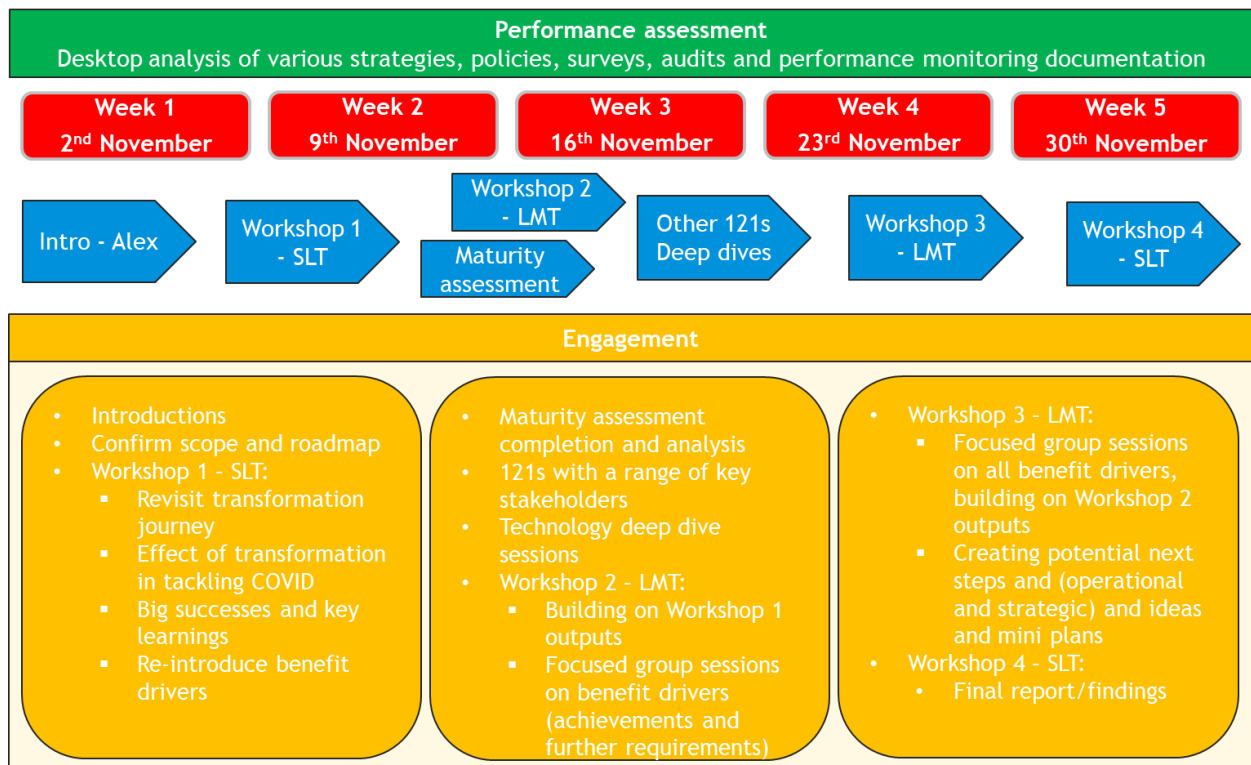 Performance assessment
Desktop analysis of various strategies, policies, surveys, audits and performance monitoring documentation
Week 1
2nd November
Week 2
9th November
Week 3
16th November
Week 4
23rd November
Week 5
30th November
Intro - Alex
Workshop 1
- SLT
Workshop 2
- LMT
Maturity
assessment
Other 121s
Deep dives
Workshop 3
- LMT
Workshop 4
- SLT
Engagement
• Introductions
• Confirm scope and roadmap
• Workshop 1 – SLT:
▪ Revisit transformation
journey
▪ Effect of transformation
in tackling COVID
▪ Big successes and key
learnings
▪ Re-introduce benefit
drivers
• Maturity assessment
completion and analysis
• 121s with a range of key
stakeholders
• Technology deep dive
sessions
• Workshop 2 – LMT:
▪ Building on Workshop 1
outputs
▪ Focused group sessions
on benefit drivers
(achievements and
further requirements)
• Workshop 3 – LMT:
▪ Focused group sessions
on all benefit drivers,
building on Workshop 2
outputs
▪ Creating potential next
steps and (operational
and strategic) and ideas
and mini plans
• Workshop 4 – SLT:
• Final report/findings